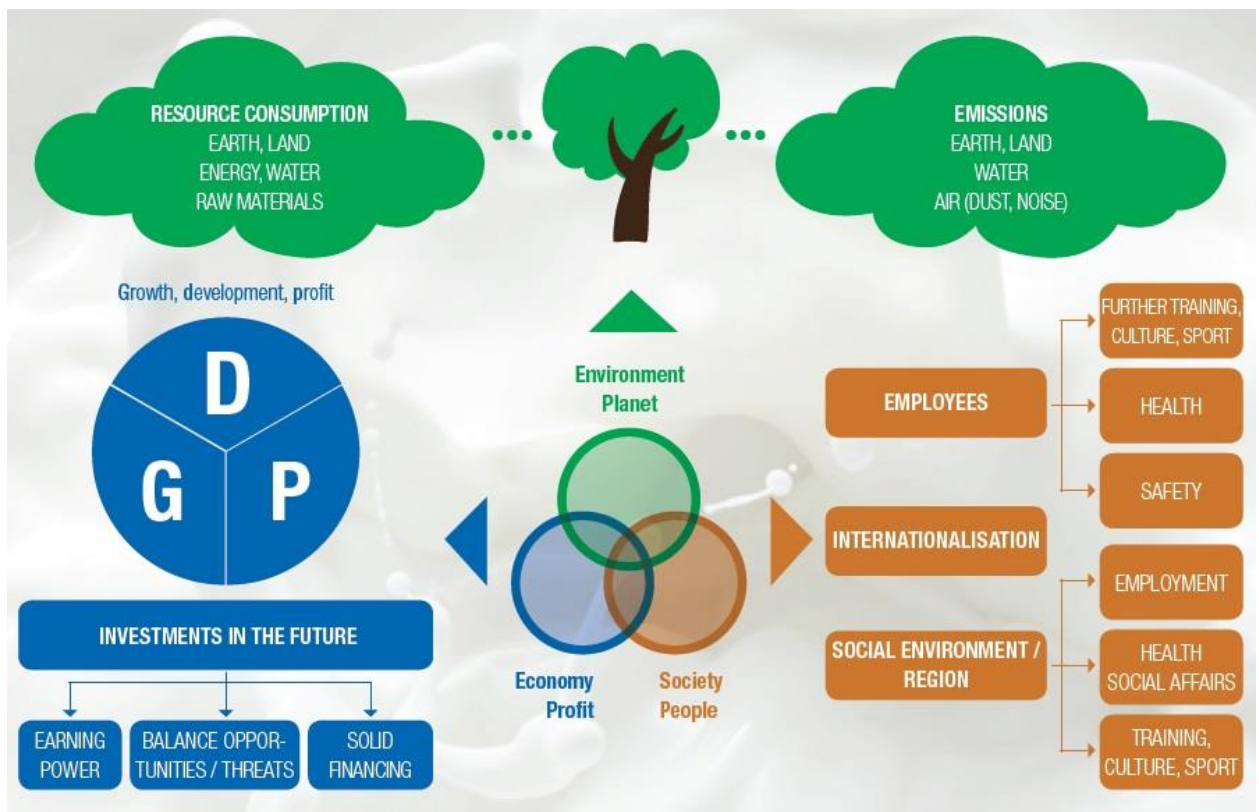 RESOURCE CONSUMPTION
EARTH, LAND
ENERGY, WATER
RAW MATERIALS
EMISSIONS
EARTH, LAND
WATER
AIR (DUST, NOISE)
Growth, development, profit
D
G
P
INVESTMENTS IN THE FUTURE
EARNING
POWER
BALANCE OPPOR-
TUNITIES / THREATS
SOLID
FINANCING
Environment
Planet
Economy
Profit
Society
People
EMPLOYEES
FURTHER TRAINING,
CULTURE, SPORT
HEALTH
SAFETY
INTERNATIONALISATION
SOCIAL ENVIRONMENT /
REGION
EMPLOYMENT
HEALTH
SOCIAL AFFAIRS
TRAINING,
CULTURE, SPORT